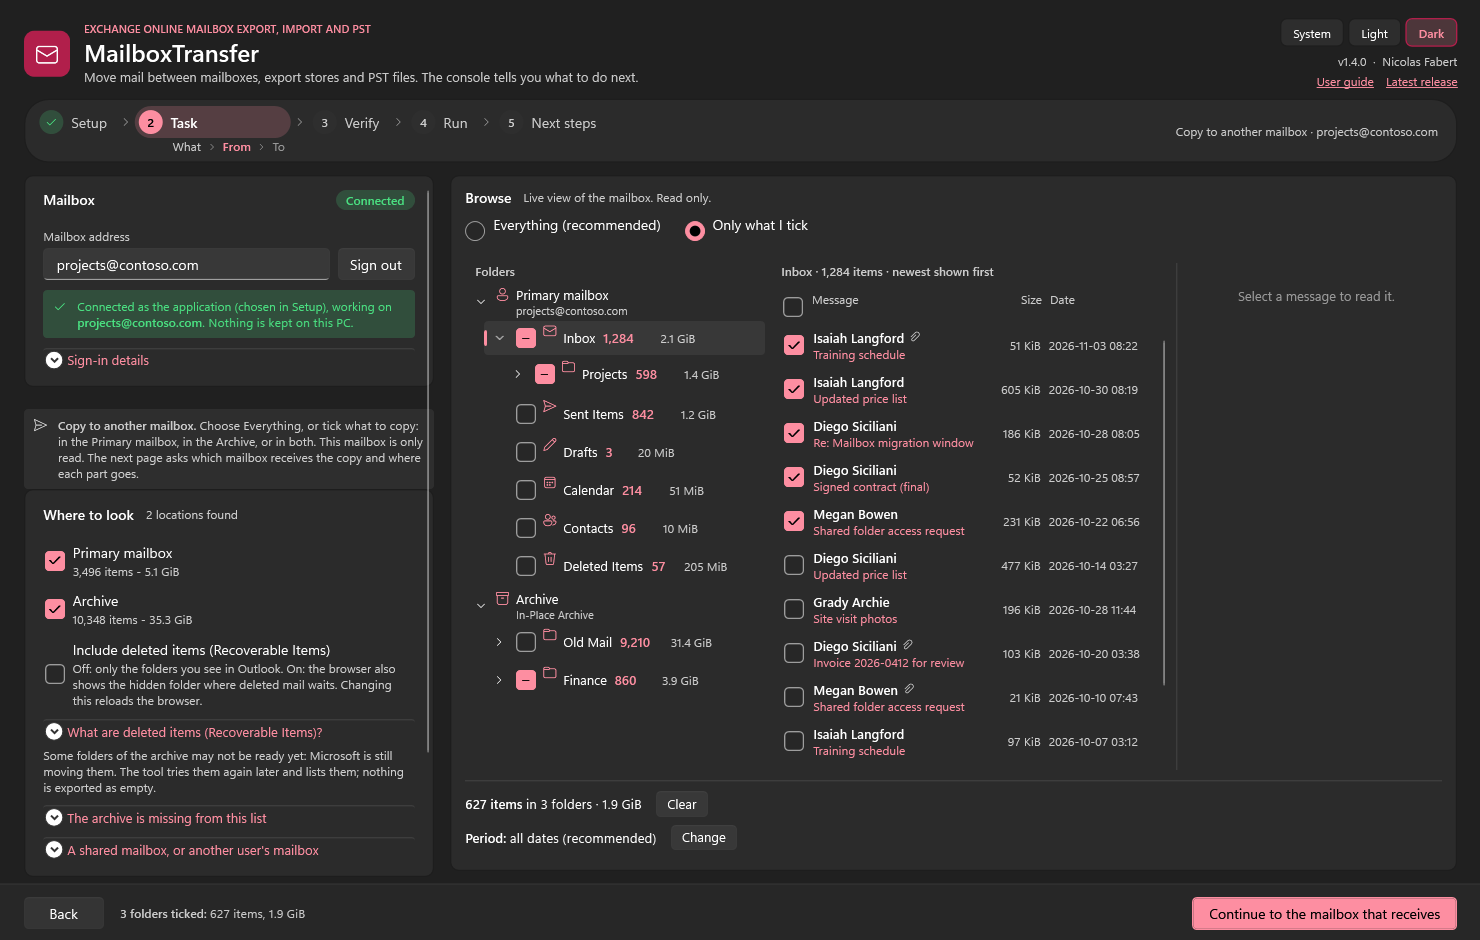 EXCHANGE ONLINE MAILBOX EXPORT, IMPORT AND PST
MailboxTransfer
Move mail between mailboxes, export stores and PST files. The console tells you what to do next.
System
Light
Dark
v1.4.0 · Nicolas Fabert
User guide
Latest release
Setup
2 Task
3 Verify
4 Run
5 Next steps
What
From
To
Copy to another mailbox · projects@contoso.com
Mailbox
Connected
Mailbox address
projects@contoso.com
Sign out
Connected as the application (chosen in Setup), working on
projects@contoso.com. Nothing is kept on this PC.
Sign-in details
Copy to another mailbox. Choose Everything, or tick what to copy:
in the Primary mailbox, in the Archive, or in both. This mailbox is only
read. The next page asks which mailbox receives the copy and where
each part goes.
Where to look 2 locations found
Primary mailbox
3,496 items - 5.1 GiB
Archive
10,348 items - 35.3 GiB
Include deleted items (Recoverable Items)
Off: only the folders you see in Outlook. On: the browser also
shows the hidden folder where deleted mail waits. Changing
this reloads the browser.
What are deleted items (Recoverable Items)?
Some folders of the archive may not be ready yet: Microsoft is still
moving them. The tool tries them again later and lists them; nothing
is exported as empty.
The archive is missing from this list
A shared mailbox, or another user's mailbox
Browse Live view of the mailbox. Read only.
Everything (recommended)
Only what I tick
Folders
Primary mailbox
projects@contoso.com
Inbox 1,284 2.1 GiB
Projects 598 1.4 GiB
Sent Items 842 1.2 GiB
Drafts 3 20 MiB
Calendar 214 51 MiB
Contacts 96 10 MiB
Deleted Items 57 205 MiB
Archive
In-Place Archive
Old Mail 9,210 31.4 GiB
Finance 860 3.9 GiB
Inbox · 1,284 items · newest shown first
Message Size Date
Isaiah Langford
Training schedule
51 KiB 2026-11-03 08:22
Isaiah Langford
Updated price list
605 KiB 2026-10-30 08:19
Diego Siciliani
Re: Mailbox migration window
186 KiB 2026-10-28 08:05
Diego Siciliani
Signed contract (final)
52 KiB 2026-10-25 08:57
Megan Bowen
Shared folder access request
231 KiB 2026-10-22 06:56
Diego Siciliani
Updated price list
477 KiB 2026-10-14 03:27
Grady Archie
Site visit photos
196 KiB 2026-10-28 11:44
Diego Siciliani
Invoice 2026-0412 for review
103 KiB 2026-10-20 03:38
Megan Bowen
Shared folder access request
21 KiB 2026-10-10 07:43
Isaiah Langford
Training schedule
97 KiB 2026-10-07 03:12
Select a message to read it.
627 items in 3 folders · 1.9 GiB
Clear
Period: all dates (recommended)
Change
Back
3 folders ticked: 627 items, 1.9 GiB
Continue to the mailbox that receives